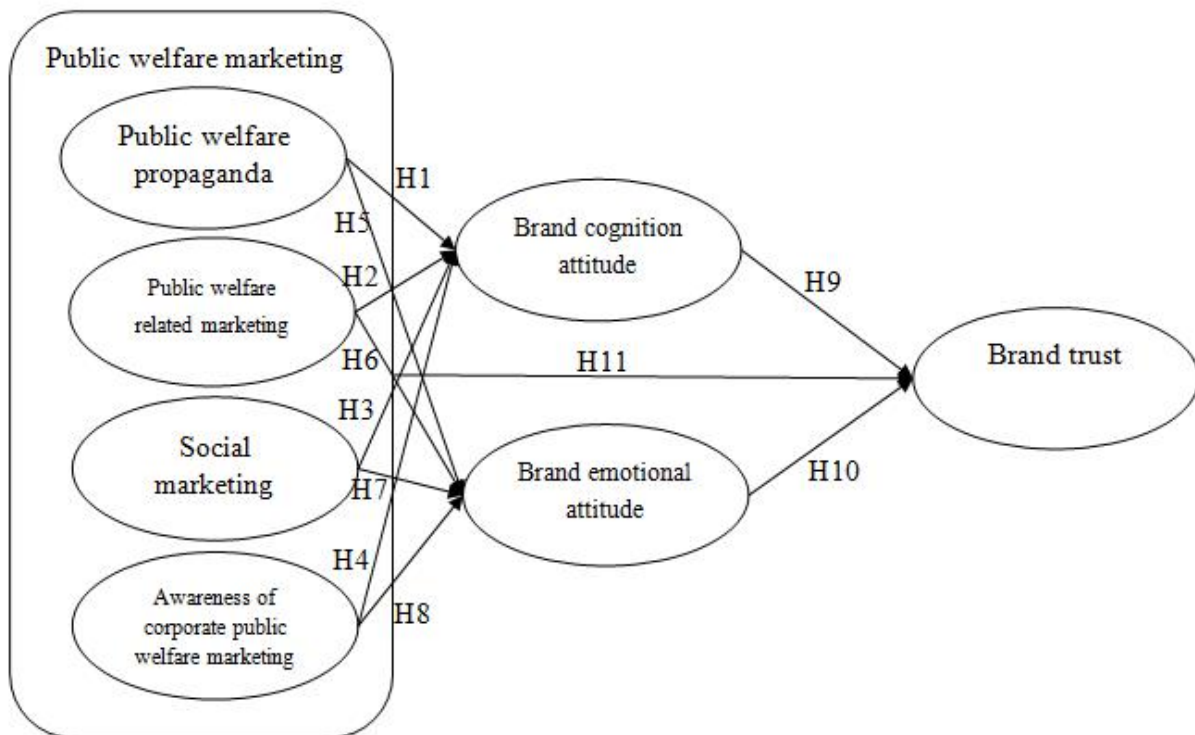 Public welfare marketing
Public welfare
propaganda
H1
H5
Brand cognition
attitude
H2
Public welfare
related marketing
H9
H6
H11
Brand trust
H3
Social
marketing
H7
Brand emotional
attitude
H10
H4
Awareness of
corporate public
welfare marketing
H8